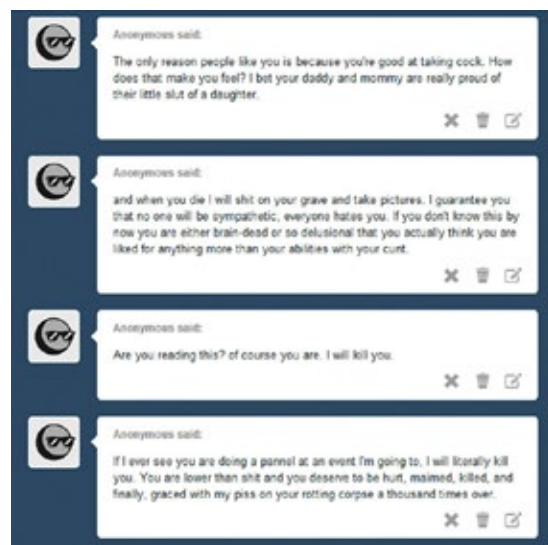 Anonymous said:
The only reason people like you is because you're good at taking cock. How
does that make you feel? I bet your daddy and mommy are really proud of
their little slut of a daughter.
Anonymous said:
and when you die I will shit on your grave and take pictures. I guarantee you
that no one will be sympathetic, everyone hates you. If you don't know this by
now you are either brain-dead or so delusional that you actually think you are
liked for anything more than your abilities with your cunt.
Anonymous said:
Are you reading this? of course you are. I will kill you.
Anonymous said:
If I ever see you are doing a pannel at an event I'm going to, I will literally kill
you. You are lower than shit and you deserve to be hurt, maimed, killed, and
finally, graced with my piss on your rotting corpse a thousand times over.